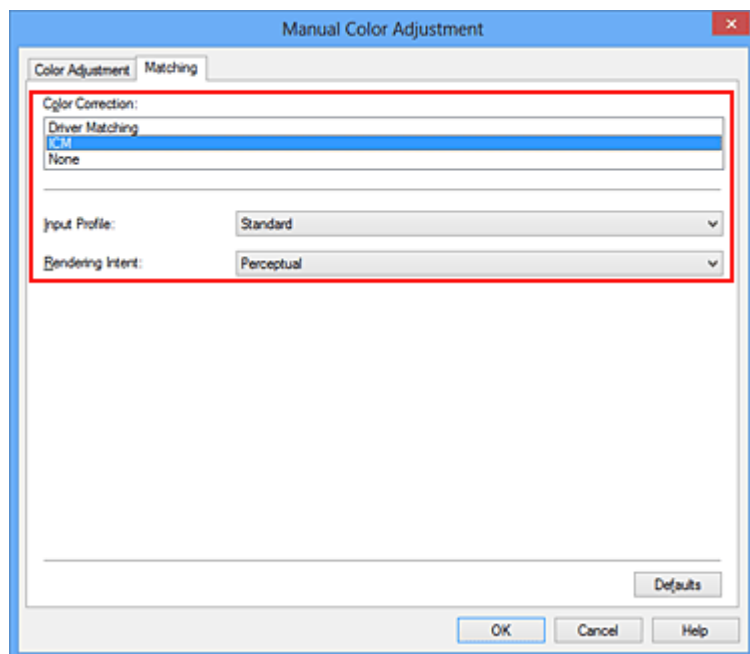 Manual Color Adjustment
Color Adjustment Matching
Color Correction:
Driver Matching
ICM
None
Input Profile: Standard
Rendering Intent: Perceptual
Defaults
OK Cancel Help